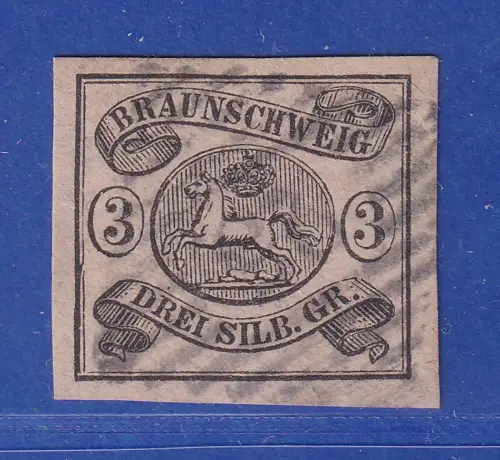 BRAUNSCHWEIG
3 3
DREI SILB. GR.